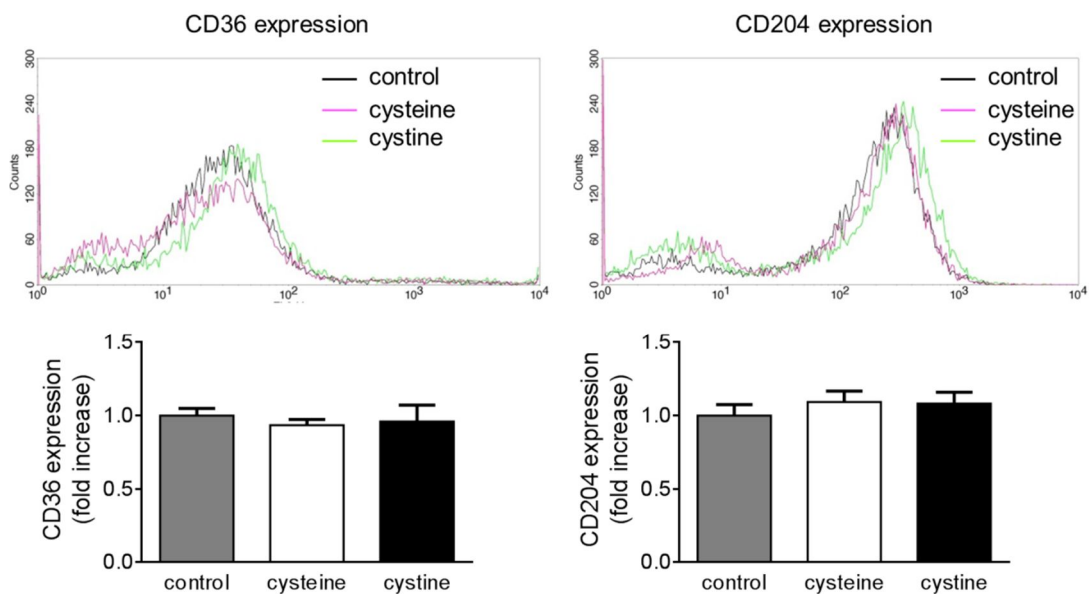 CD36 expression
300
240
180
120
60
0
Counts
control
cysteine
cystine
10⁰
10¹
10²
10³
10⁴
CD204 expression
300
240
180
120
60
0
Counts
control
cysteine
cystine
10⁰
10¹
10²
10³
10⁴
CD36 expression
(fold increase)
1.5
1.0
0.5
0.0
control cysteine cystine
CD204 expression
(fold increase)
1.5
1.0
0.5
0.0
control cysteine cystine